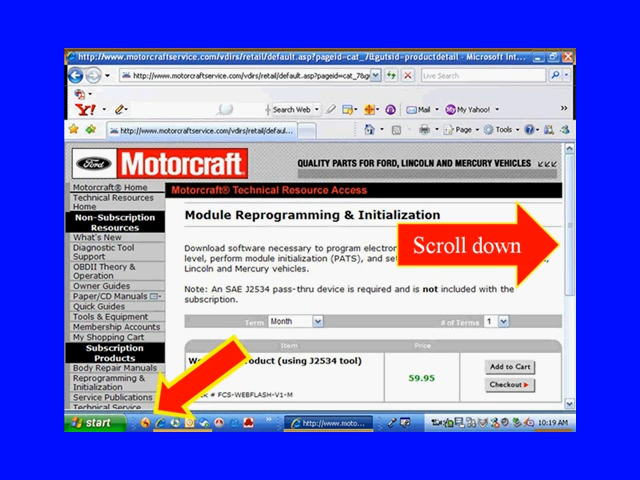 http://www.motorcraftservice.com/vdirs/retail/default.asp?pageid=cat_7&gutsid=productdetail - Microsoft Int...
http://www.motorcraftservice.com/vdirs/retail/default.asp?pageid=cat_7&g
Live Search
Y!
Search Web
Mail
My Yahoo!
http://www.motorcraftservice.com/vdirs/retail/defaul...
Page
Tools
Ford
Motorcraft
QUALITY PARTS FOR FORD, LINCOLN AND MERCURY VEHICLES
Motorcraft® Home
Technical Resources
Home
Non-Subscription
Resources
What's New
Diagnostic Tool
Support
OBDII Theory &
Operation
Owner Guides
Paper/CD Manuals
Quick Guides
Tools & Equipment
Membership Accounts
My Shopping Cart
Subscription
Products
Body Repair Manuals
Reprogramming &
Initialization
Service Publications
Technical Service
Motorcraft® Technical Resource Access
Module Reprogramming & Initialization
Download software necessary to program
level, perform module initialization (PATS), and
Lincoln and Mercury vehicles.
Scroll down
Note: An SAE J2534 pass-thru device is required and is not included with the
subscription.
Term Month # of Terms 1
Item Price
(using J2534 tool)
# FCS-WEBFLASH-V1-M
59.95
Add to Cart
Checkout
start
http://www.moto...
10:19 AM